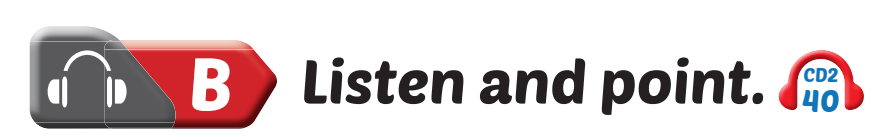 B Listen and point. CD2
40